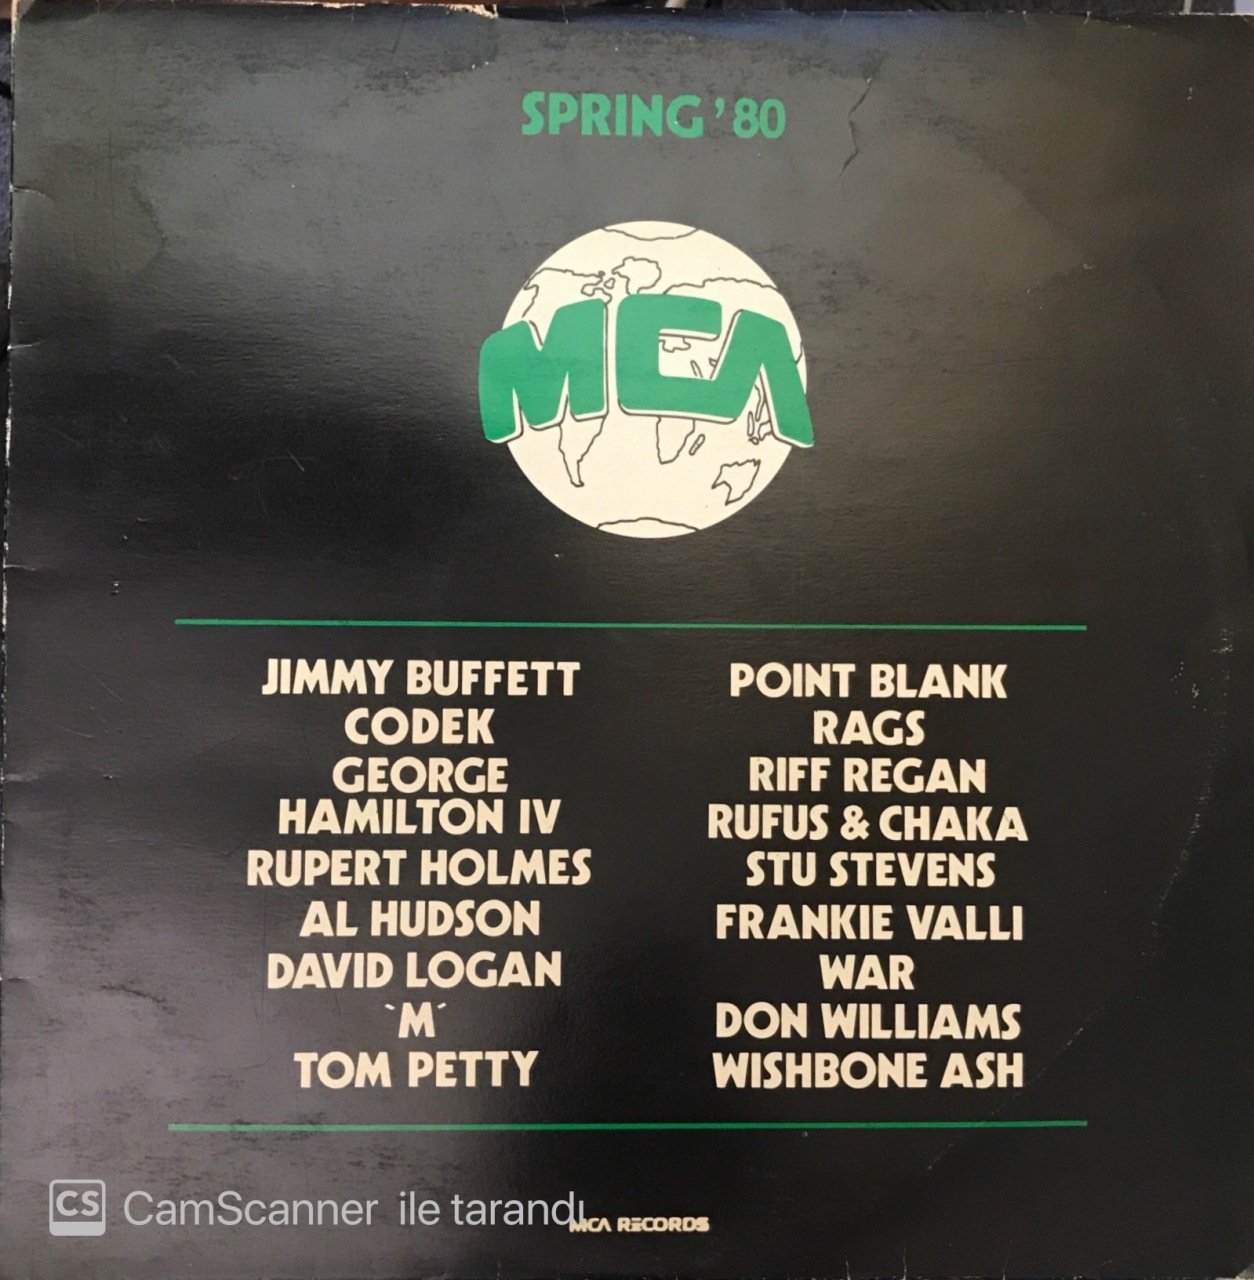 SPRING '80
MCA
JIMMY BUFFETT
CODEK
GEORGE
HAMILTON IV
RUPERT HOLMES
AL HUDSON
DAVID LOGAN
`M´
TOM PETTY
POINT BLANK
RAGS
RIFF REGAN
RUFUS & CHAKA
STU STEVENS
FRANKIE VALLI
WAR
DON WILLIAMS
WISHBONE ASH
CS CamScanner ile tarandı
MCA RECORDS